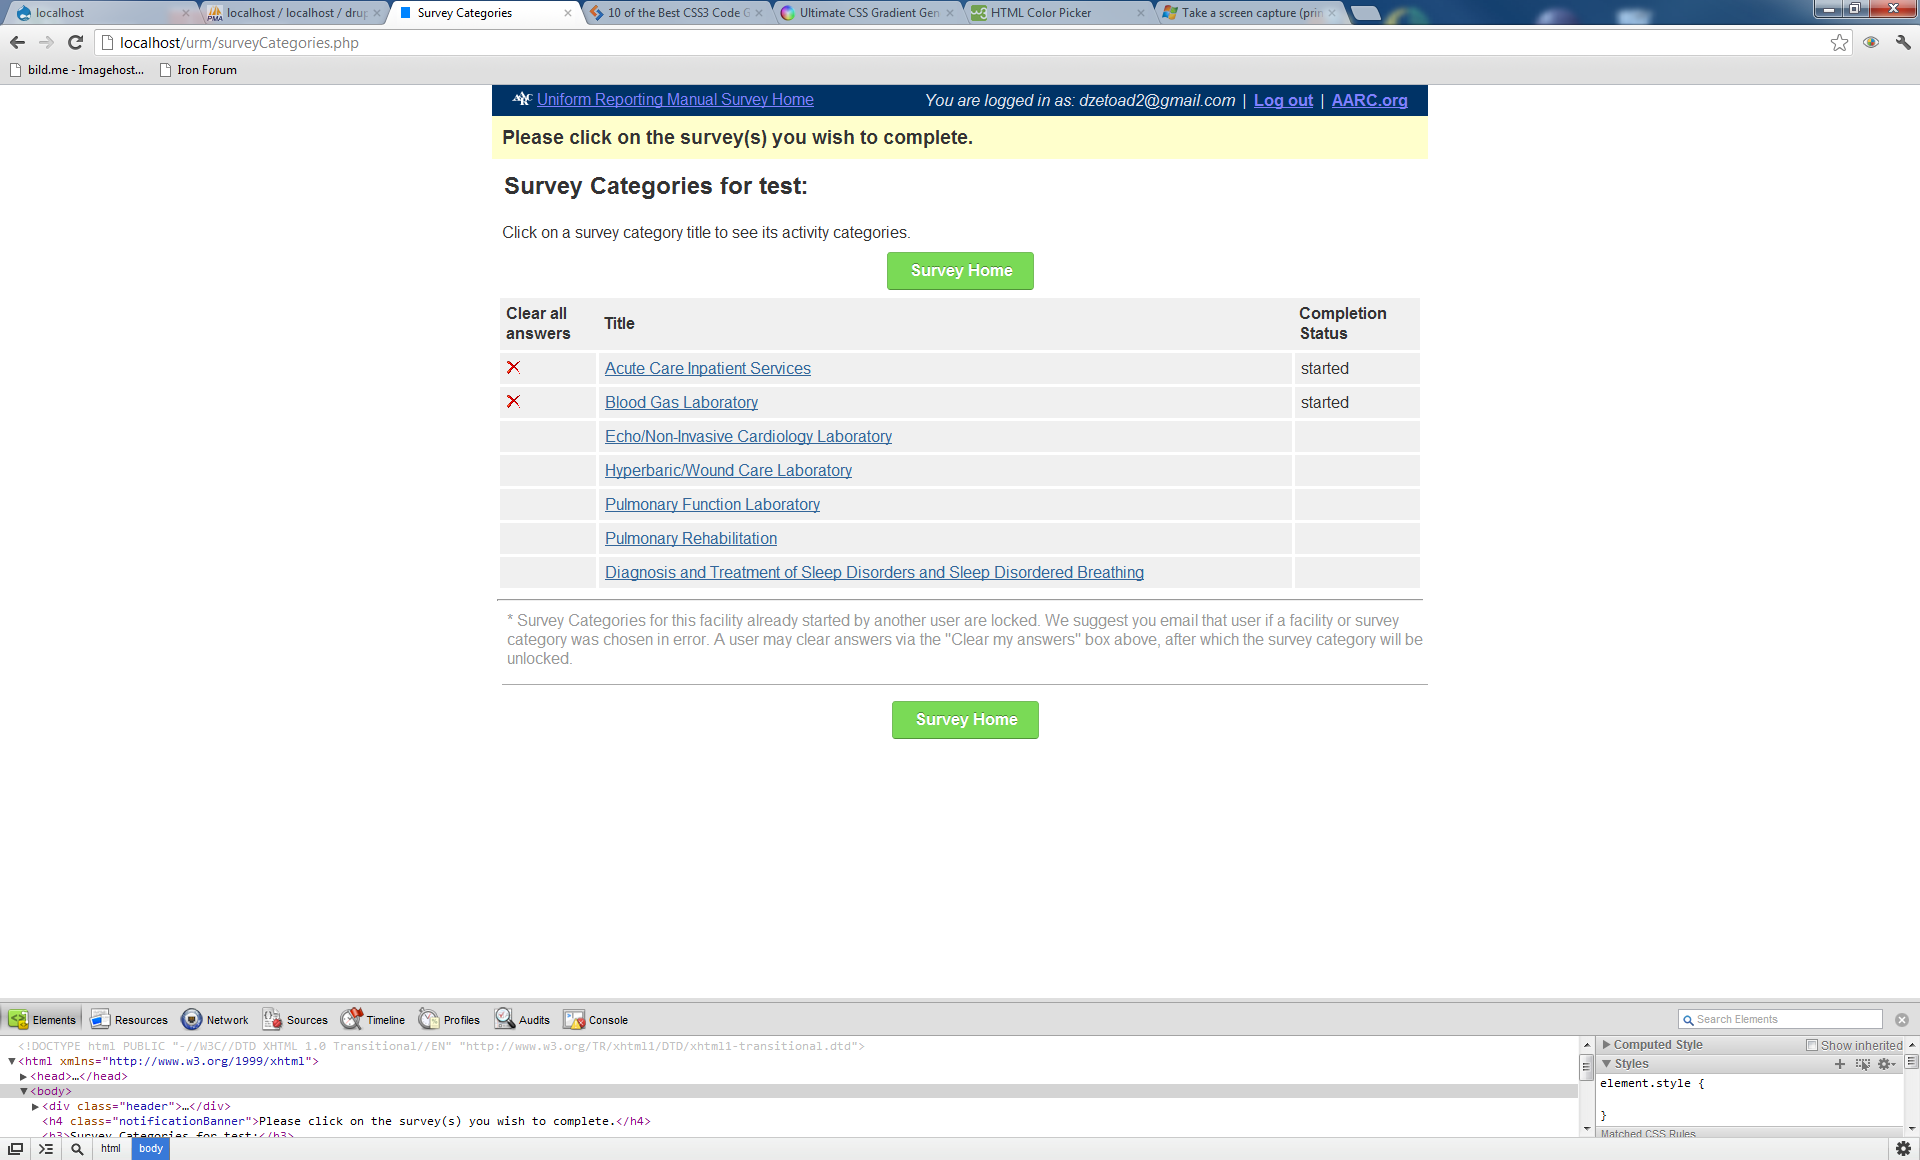 localhost
localhost / localhost / drup
Survey Categories
10 of the Best CSS3 Code G
Ultimate CSS Gradient Gen
HTML Color Picker
Take a screen capture (prin
localhost/urm/surveyCategories.php
bild.me - Imagehost...
Iron Forum
AARC Uniform Reporting Manual Survey Home
You are logged in as: dzetoad2@gmail.com | Log out | AARC.org
Please click on the survey(s) you wish to complete.
Survey Categories for test:
Click on a survey category title to see its activity categories.
Survey Home
Clear all answers
Title
Completion Status
Acute Care Inpatient Services
started
Blood Gas Laboratory
started
Echo/Non-Invasive Cardiology Laboratory
Hyperbaric/Wound Care Laboratory
Pulmonary Function Laboratory
Pulmonary Rehabilitation
Diagnosis and Treatment of Sleep Disorders and Sleep Disordered Breathing
* Survey Categories for this facility already started by another user are locked. We suggest you email that user if a facility or survey
category was chosen in error. A user may clear answers via the "Clear my answers" box above, after which the survey category will be
unlocked.
Survey Home
Elements
Resources
Network
Sources
Timeline
Profiles
Audits
Console
Search Elements
<!DOCTYPE html PUBLIC "-//W3C//DTD XHTML 1.0 Transitional//EN" "http://www.w3.org/TR/xhtml1/DTD/xhtml1-transitional.dtd">
<html xmlns="http://www.w3.org/1999/xhtml">
<head>…</head>
<body>
<div class="header">…</div>
<h4 class="notificationBanner">Please click on the survey(s) you wish to complete.</h4>
<h3>Survey Categories for test:</h3>
Computed Style
Show inherited
Styles
element.style {
}
Matched CSS Rules
html
body